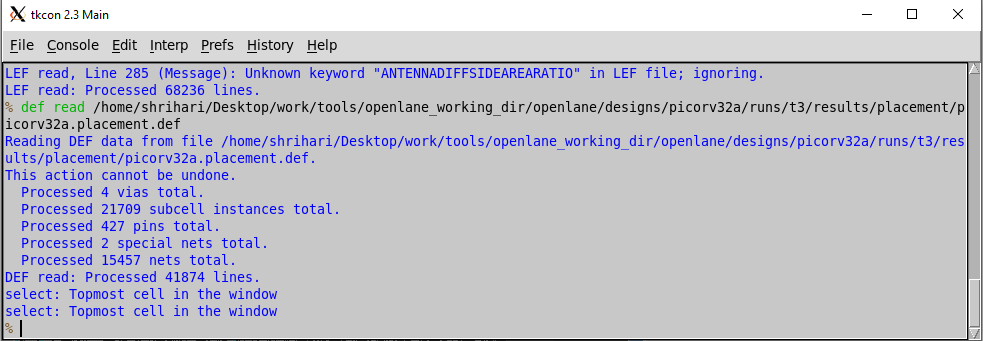 tkcon 2.3 Main
File Console Edit Interp Prefs History Help
LEF read, Line 285 (Message): Unknown keyword "ANTENNADIFFSIDEAREARATIO" in LEF file; ignoring.
LEF read: Processed 68236 lines.
% def read /home/shrihari/Desktop/work/tools/openlane_working_dir/openlane/designs/picorv32a/runs/t3/results/placement/p
icorv32a.placement.def
Reading DEF data from file /home/shrihari/Desktop/work/tools/openlane_working_dir/openlane/designs/picorv32a/runs/t3/res
ults/placement/picorv32a.placement.def.
This action cannot be undone.
  Processed 4 vias total.
  Processed 21709 subcell instances total.
  Processed 427 pins total.
  Processed 2 special nets total.
  Processed 15457 nets total.
DEF read: Processed 41874 lines.
select: Topmost cell in the window
select: Topmost cell in the window
%